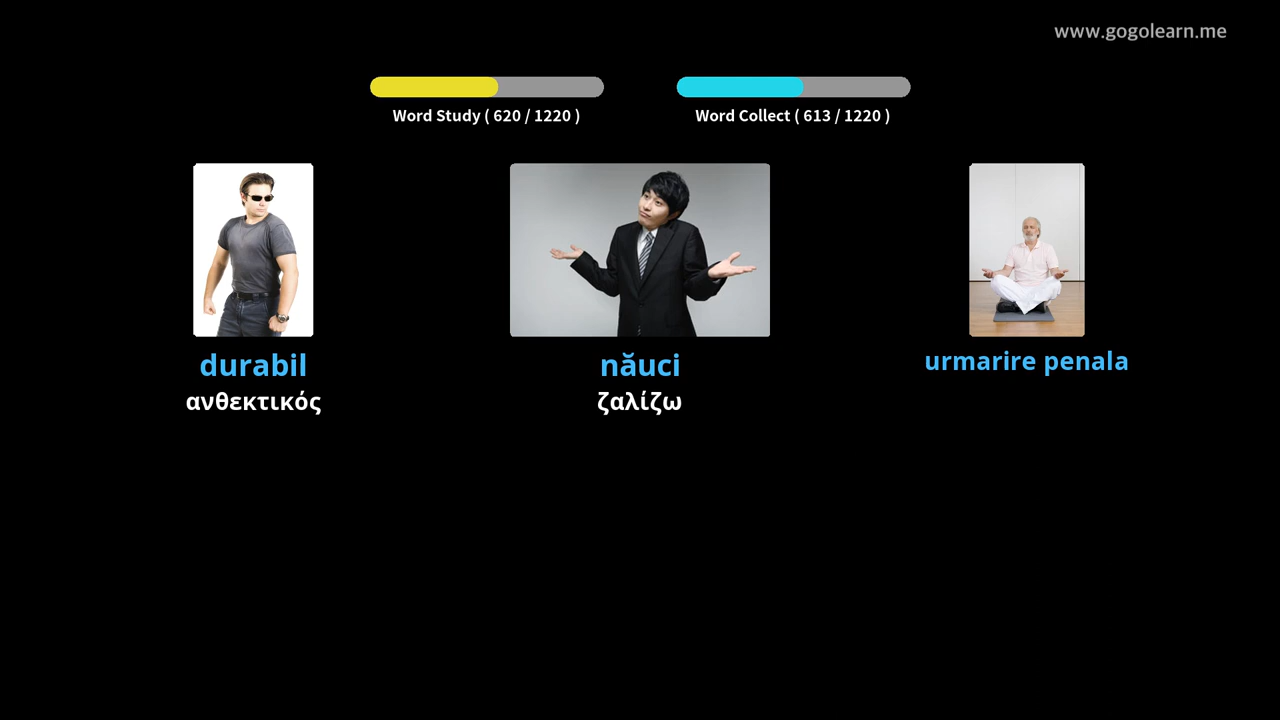 www.gogolearn.me
Word Study ( 620 / 1220 )
Word Collect ( 613 / 1220 )
durabil
ανθεκτικός
năuci
ζαλίζω
urmarire penala